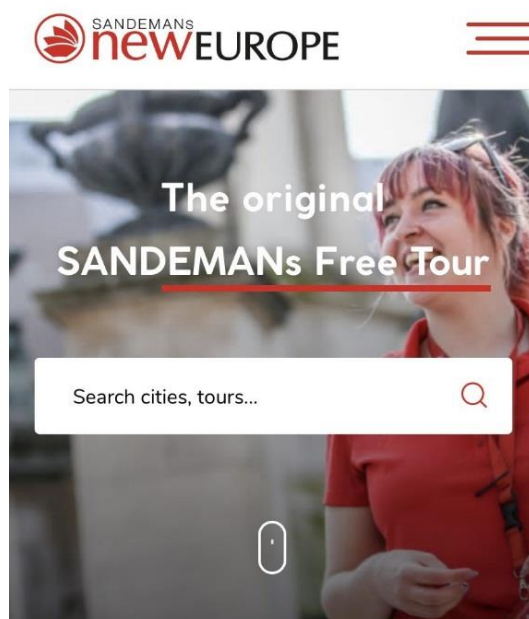 SANDEMANs
newEUROPE
The original
SANDEMANs Free Tour
Search cities, tours...